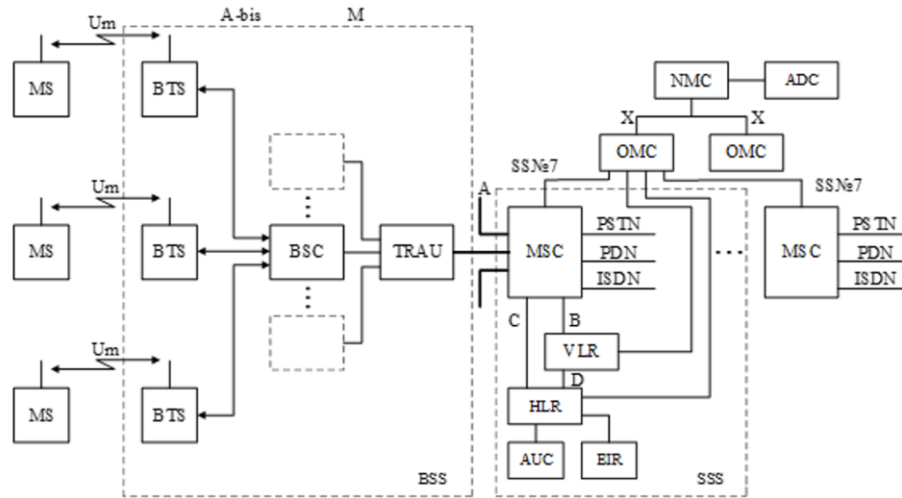 A-bis M
Um
MS BTS
NMC ADC
X X
OMC OMC
SS№7
SS№7
Um
A
MS BTS BSC TRAU MSC
PSTN
PDN
ISDN
...
MSC
PSTN
PDN
ISDN
C B
VLR
Um
D
MS BTS
HLR
AUC EIR
BSS SSS